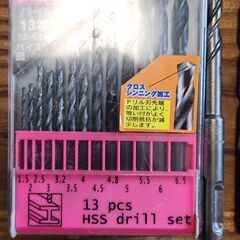 13
クロス
シンニング加工
ドリル刃先端
の加工により
喰い付がよく
切削抵抗が減
少します。
1.5 2.5 3.2 4 5 5.5 6.5
2 3 3.5 4.5 6
13 pcs
HSS drill set